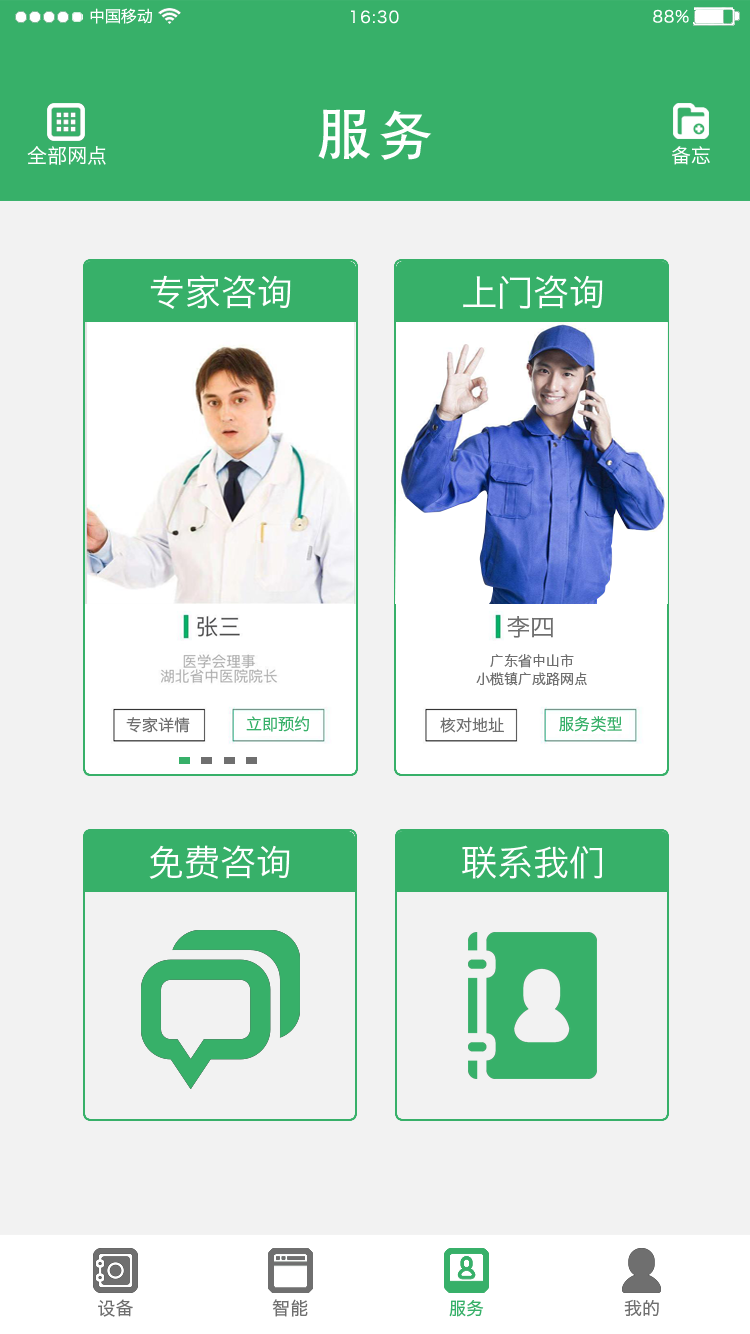 中国移动
16:30
88%
全部网点
服务
备忘
专家咨询
上门咨询
张三
医学会理事
湖北省中医院院长
专家详情
立即预约
李四
广东省中山市
小榄镇广成路网点
核对地址
服务类型
免费咨询
联系我们
设备
智能
服务
我的